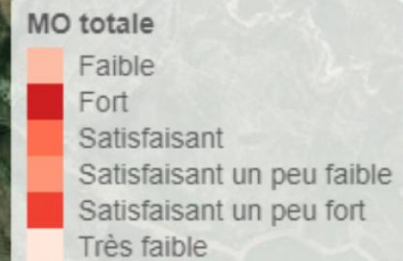 MO totale
Faible
Fort
Satisfaisant
Satisfaisant un peu faible
Satisfaisant un peu fort
Très faible